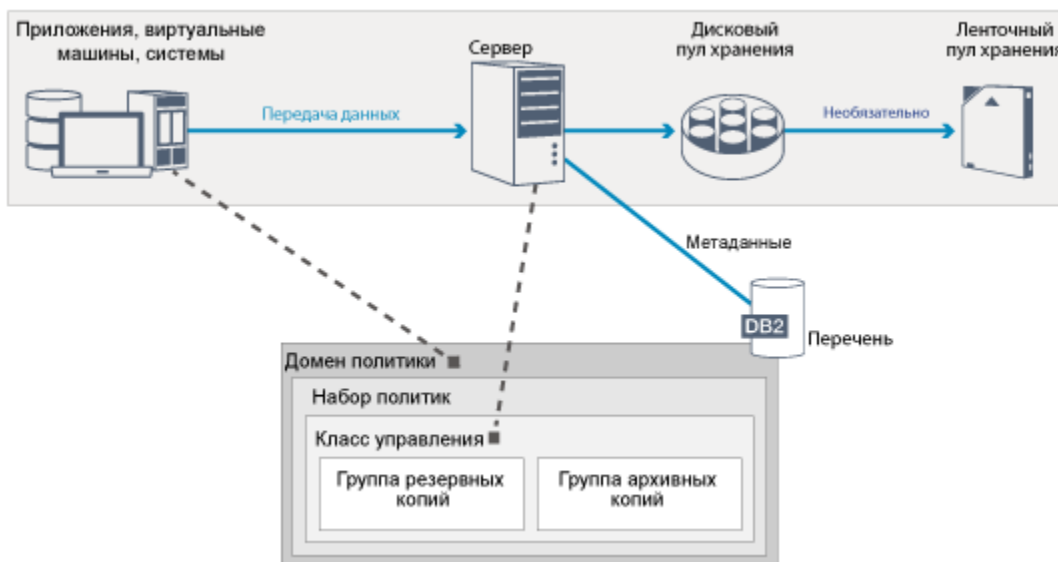 Приложения, виртуальные
машины, системы
Передача данных
Сервер
Дисковый
пул хранения
Необязательно
Ленточный
пул хранения
Метаданные
DB2
Перечень
Домен политики
Набор политик
Класс управления
Группа резервных
копий
Группа архивных
копий